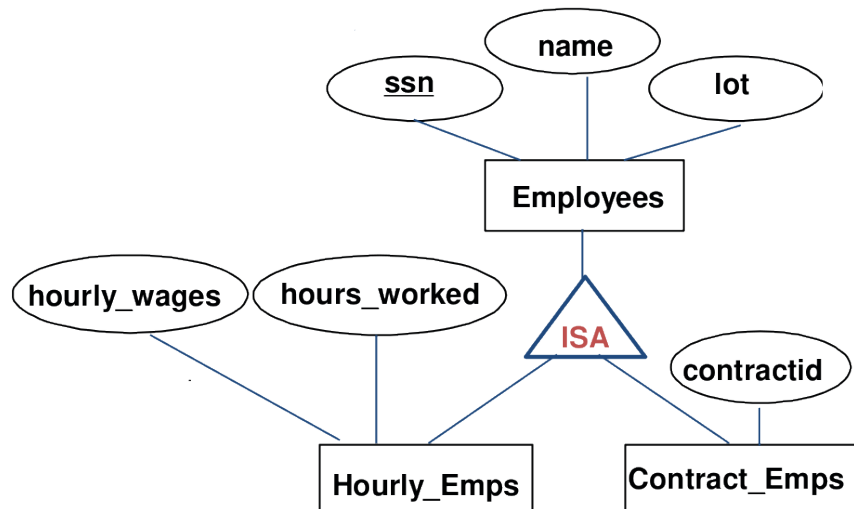 name
ssn
lot
Employees
hourly_wages
hours_worked
ISA
contractid
Hourly_Emps
Contract_Emps